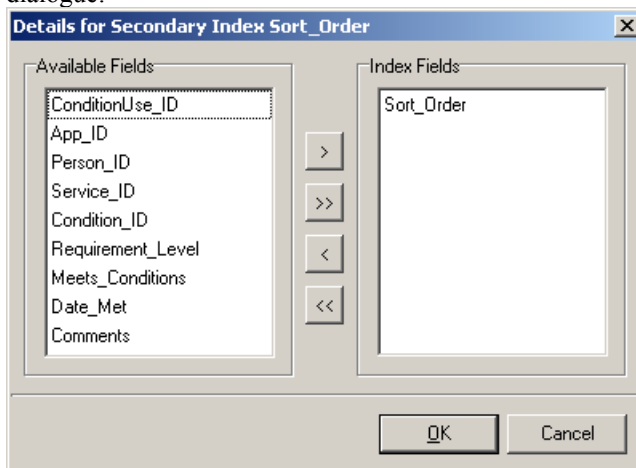 dialogue.
Details for Secondary Index Sort_Order
Available Fields
ConditionUse_ID
App_ID
Person_ID
Service_ID
Condition_ID
Requirement_Level
Meets_Conditions
Date_Met
Comments
>
>>
<
<<
Index Fields
Sort_Order
OK
Cancel